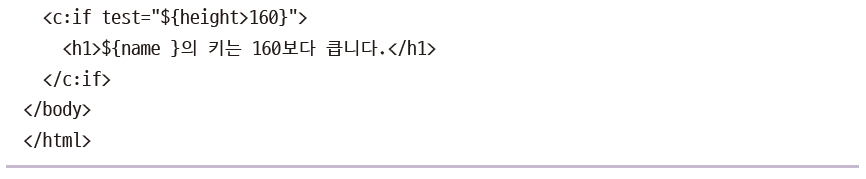 <c:if test="${height>160}">
<h1>${name }의 키는 160보다 큽니다.</h1>
</c:if>
</body>
</html>